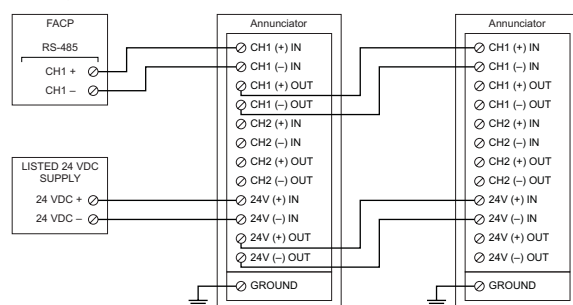 FACP
RS-485
CH1 +
CH1 –
LISTED 24 VDC
SUPPLY
24 VDC +
24 VDC –
Annunciator
CH1 (+) IN
CH1 (–) IN
CH1 (+) OUT
CH1 (–) OUT
CH2 (+) IN
CH2 (–) IN
CH2 (+) OUT
CH2 (–) OUT
24V (+) IN
24V (–) IN
24V (+) OUT
24V (–) OUT
GROUND
Annunciator
CH1 (+) IN
CH1 (–) IN
CH1 (+) OUT
CH1 (–) OUT
CH2 (+) IN
CH2 (–) IN
CH2 (+) OUT
CH2 (–) OUT
24V (+) IN
24V (–) IN
24V (+) OUT
24V (–) OUT
GROUND